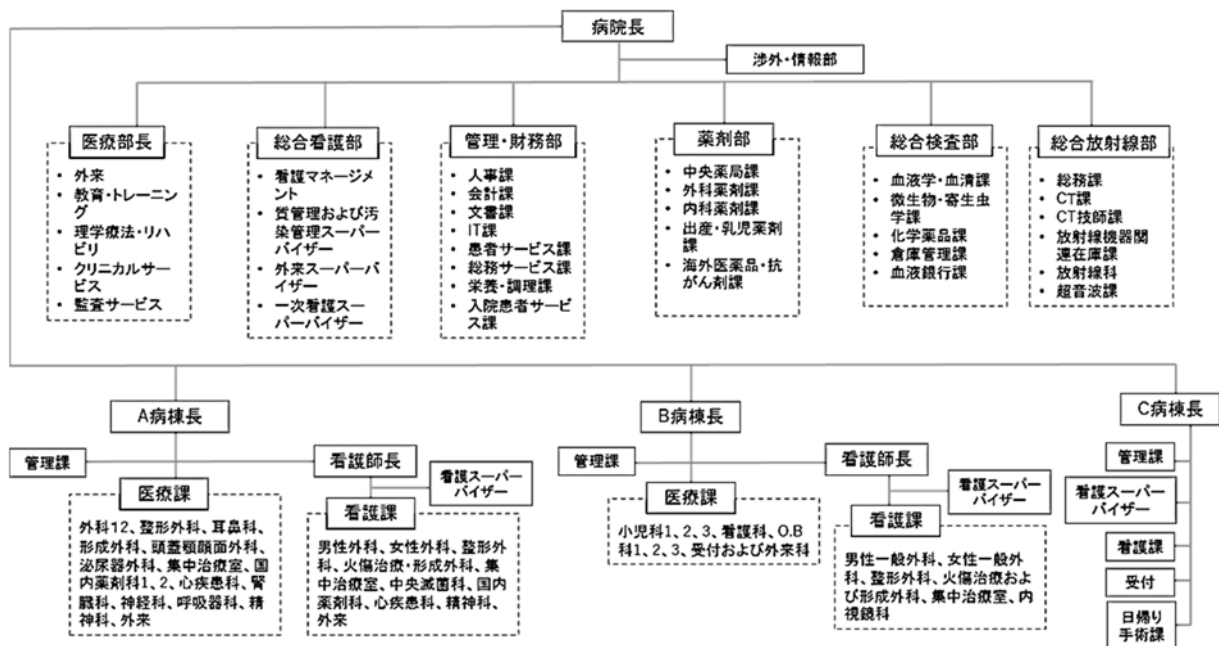 病院長
渉外・情報部
医療部長
• 外来
• 教育・トレーニン
グ
• 理学療法・リハ
ビリ
• クリニカルサー
ビス
• 監査サービス
総合看護部
• 看護マネージメ
ント
• 質管理および汚
染管理スーパー
バイザー
• 外来スーパーバ
イザー
• 一次看護スー
パーバイザー
管理・財務部
• 人事課
• 会計課
• 文書課
• IT課
• 患者サービス課
• 総務サービス課
• 栄養・調理課
• 入院患者サービ
ス課
薬剤部
• 中央薬局課
• 外科薬剤課
• 内科薬剤課
• 出産・乳児薬剤
課
• 海外医薬品・抗
がん剤課
総合検査部
• 血液学・血清課
• 微生物・寄生虫
学課
• 化学薬品課
• 倉庫管理課
• 血液銀行課
総合放射線部
• 総務課
• CT課
• CT技師課
• 放射線機器関
連在庫課
• 放射線科
• 超音波課
A病棟長
管理課
医療課
外科12、整形外科、耳鼻科、
形成外科、頭蓋顎顔面外科、
泌尿器外科、集中治療室、国
内薬剤科1、2、心疾患科、腎
臓科、神経科、呼吸器科、精
神科、外来
看護師長
看護スーパー
バイザー
看護課
男性外科、女性外科、整形外
科、火傷治療・形成外科、集
中治療室、中央滅菌科、国内
薬剤科、心疾患科、精神科、
外来
B病棟長
管理課
医療課
小児科1、2、3、看護科、O.B
科1、2、3、受付および外来科
看護師長
看護スーパー
バイザー
看護課
男性一般外科、女性一般外
科、整形外科、火傷治療およ
び形成外科、集中治療室、内
視鏡科
C病棟長
管理課
看護スーパー
バイザー
看護課
受付
日帰り
手術課